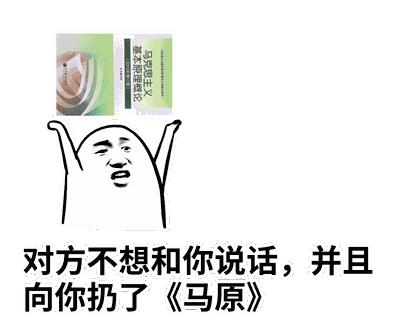 马克思主义
基本原理概论
对方不想和你说话，并且
向你扔了《马原》